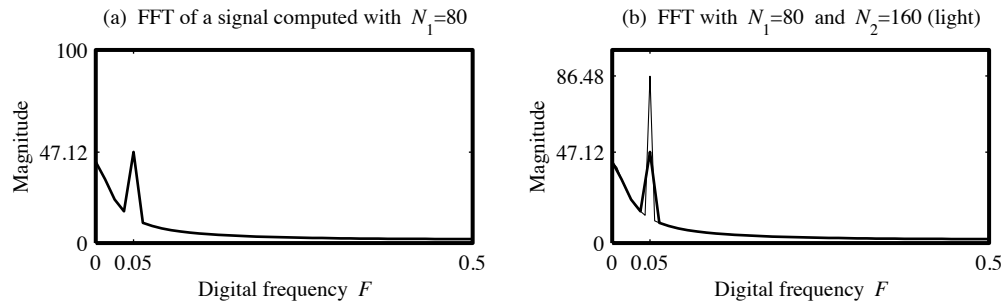 (a) FFT of a signal computed with N1=80
100
47.12
0
Magnitude
0 0.05 0.5
Digital frequency F
(b) FFT with N1=80 and N2=160 (light)
86.48
47.12
0
Magnitude
0 0.05 0.5
Digital frequency F